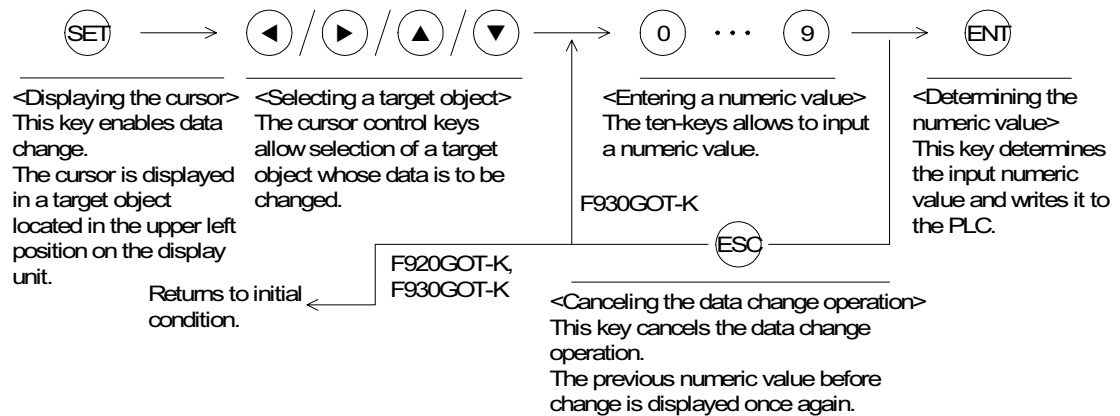 SET
◀ / ▶ / ▲ / ▼
0 ··· 9
ENT
<Displaying the cursor>
This key enables data
change.
The cursor is displayed
in a target object
located in the upper left
position on the display
unit.
<Selecting a target object>
The cursor control keys
allow selection of a target
object whose data is to be
changed.
<Entering a numeric value>
The ten-keys allows to input
a numeric value.
<Determining the
numeric value>
This key determines
the input numeric
value and writes it to
the PLC.
F930GOT-K
ESC
F920GOT-K,
F930GOT-K
Returns to initial
condition.
<Canceling the data change operation>
This key cancels the data change
operation.
The previous numeric value before
change is displayed once again.